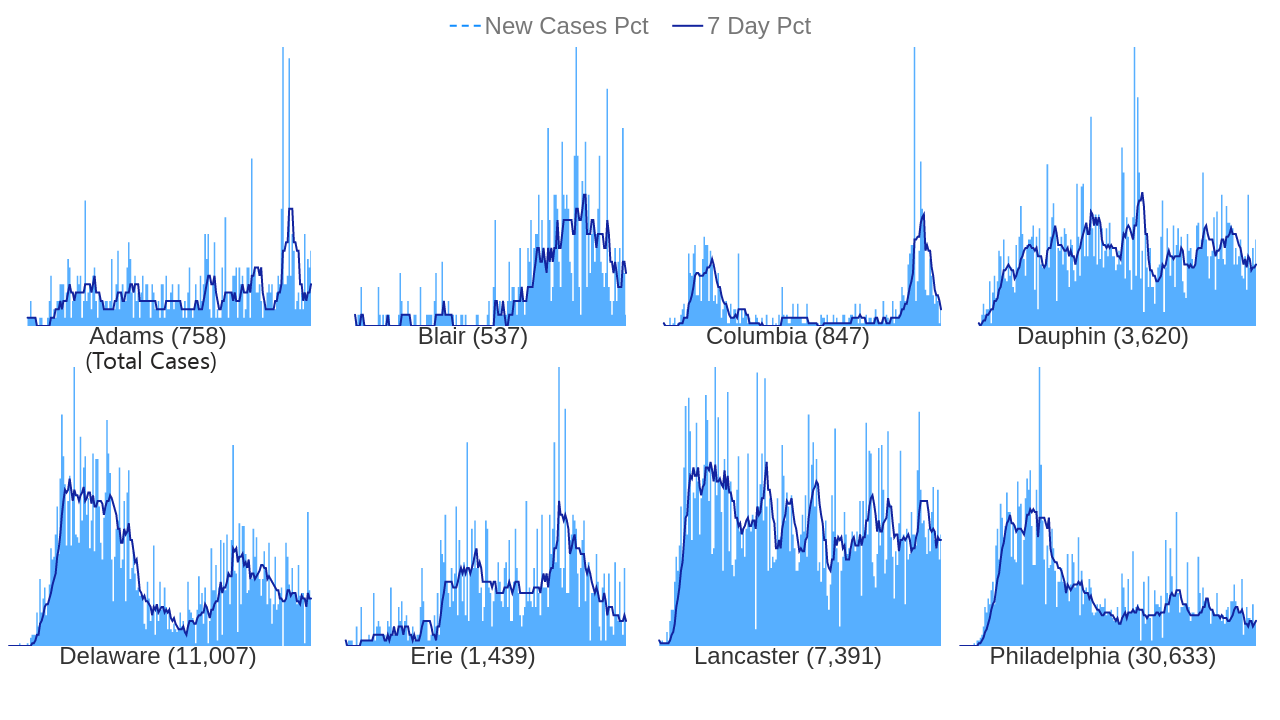 New Cases Pct 7 Day Pct
Adams (758) Blair (537) Columbia (847) Dauphin (3,620)
(Total Cases)
Delaware (11,007) Erie (1,439) Lancaster (7,391) Philadelphia (30,633)